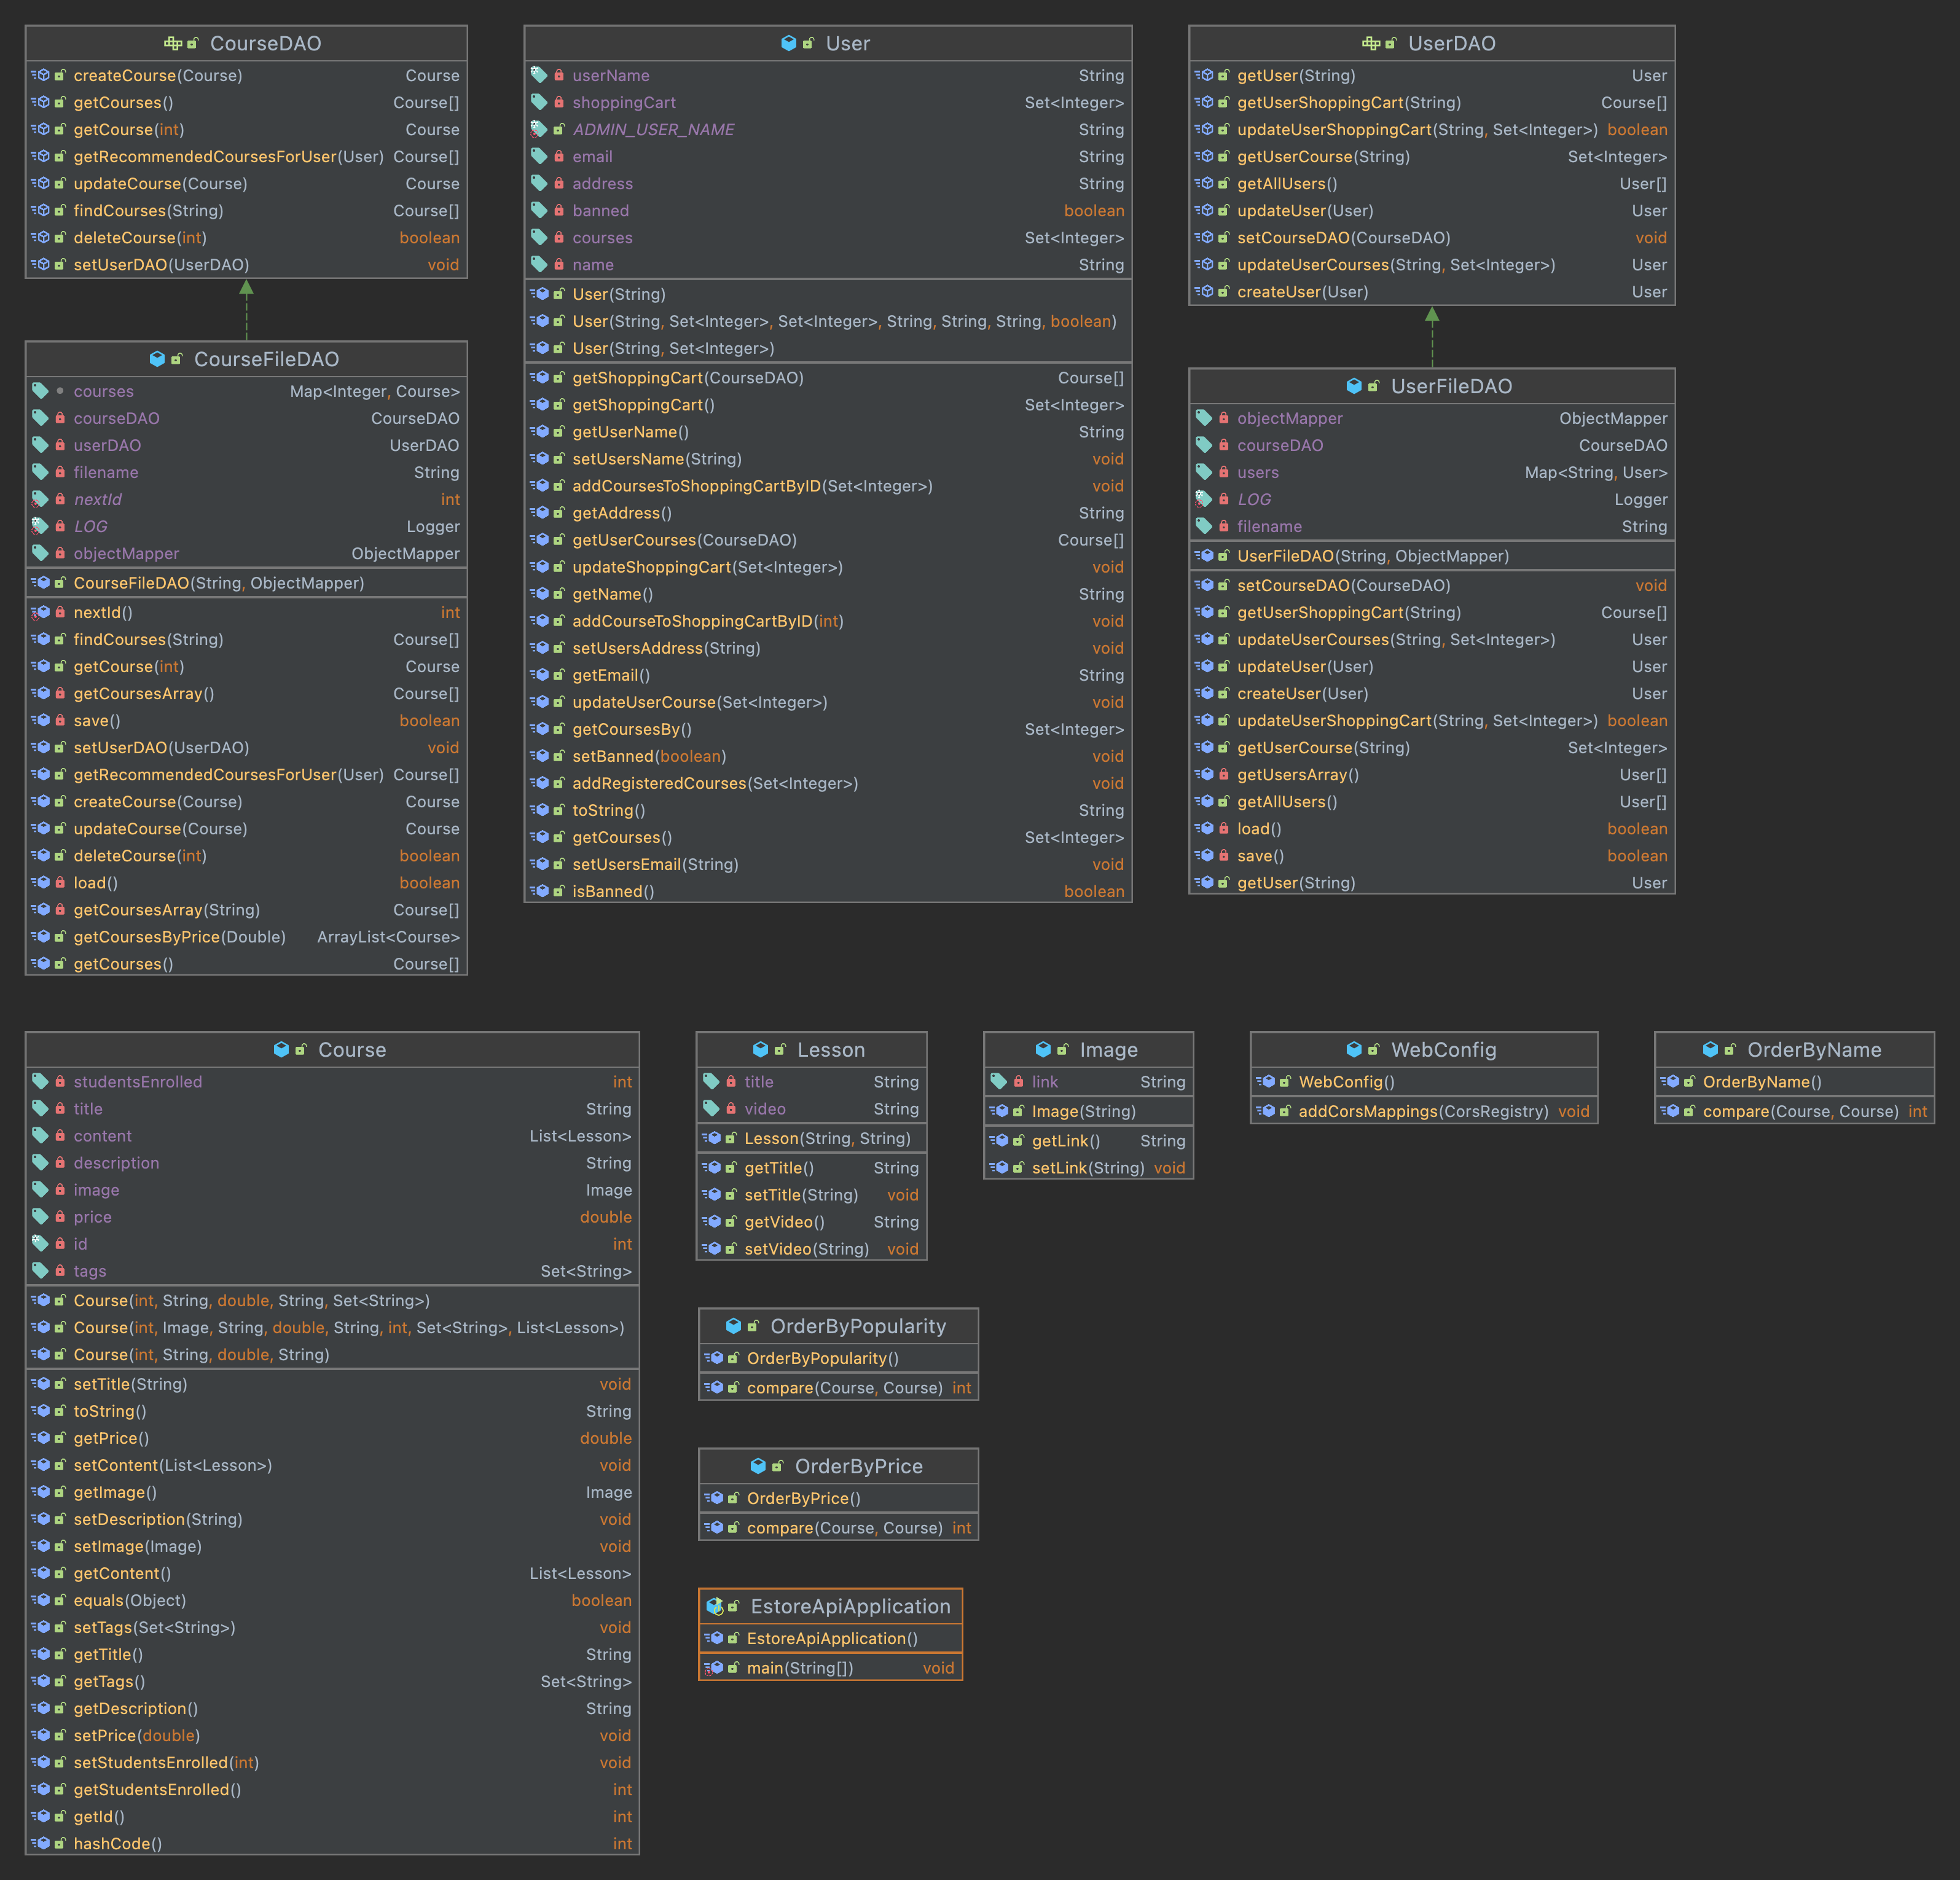 CourseDAO
createCourse(Course) Course
getCourses() Course[]
getCourse(int) Course
getRecommendedCoursesForUser(User) Course[]
updateCourse(Course) Course
findCourses(String) Course[]
deleteCourse(int) boolean
setUserDAO(UserDAO) void
CourseFileDAO
courses Map<Integer, Course>
courseDAO CourseDAO
userDAO UserDAO
filename String
nextId int
LOG Logger
objectMapper ObjectMapper
CourseFileDAO(String, ObjectMapper)
nextId() int
findCourses(String) Course[]
getCourse(int) Course
getCoursesArray() Course[]
save() boolean
setUserDAO(UserDAO) void
getRecommendedCoursesForUser(User) Course[]
createCourse(Course) Course
updateCourse(Course) Course
deleteCourse(int) boolean
load() boolean
getCoursesArray(String) Course[]
getCoursesByPrice(Double) ArrayList<Course>
getCourses() Course[]
User
userName String
shoppingCart Set<Integer>
ADMIN_USER_NAME String
email String
address String
banned boolean
courses Set<Integer>
name String
User(String)
User(String, Set<Integer>, Set<Integer>, String, String, String, boolean)
User(String, Set<Integer>)
getShoppingCart(CourseDAO) Course[]
getShoppingCart() Set<Integer>
getUserName() String
setUsersName(String) void
addCoursesToShoppingCartByID(Set<Integer>) void
getAddress() String
getUserCourses(CourseDAO) Course[]
updateShoppingCart(Set<Integer>) void
getName() String
addCourseToShoppingCartByID(int) void
setUsersAddress(String) void
getEmail() String
updateUserCourse(Set<Integer>) void
getCoursesBy() Set<Integer>
setBanned(boolean) void
addRegisteredCourses(Set<Integer>) void
toString() String
getCourses() Set<Integer>
setUsersEmail(String) void
isBanned() boolean
UserDAO
getUser(String) User
getUserShoppingCart(String) Course[]
updateUserShoppingCart(String, Set<Integer>) boolean
getUserCourse(String) Set<Integer>
getAllUsers() User[]
updateUser(User) User
setCourseDAO(CourseDAO) void
updateUserCourses(String, Set<Integer>) User
createUser(User) User
UserFileDAO
objectMapper ObjectMapper
courseDAO CourseDAO
users Map<String, User>
LOG Logger
filename String
UserFileDAO(String, ObjectMapper)
setCourseDAO(CourseDAO) void
getUserShoppingCart(String) Course[]
updateUserCourses(String, Set<Integer>) User
updateUser(User) User
createUser(User) User
updateUserShoppingCart(String, Set<Integer>) boolean
getUserCourse(String) Set<Integer>
getUsersArray() User[]
getAllUsers() User[]
load() boolean
save() boolean
getUser(String) User
Course
studentsEnrolled int
title String
content List<Lesson>
description String
image Image
price double
id int
tags Set<String>
Course(int, String, double, String, Set<String>)
Course(int, Image, String, double, String, int, Set<String>, List<Lesson>)
Course(int, String, double, String)
setTitle(String) void
toString() String
getPrice() double
setContent(List<Lesson>) void
getImage() Image
setDescription(String) void
setImage(Image) void
getContent() List<Lesson>
equals(Object) boolean
setTags(Set<String>) void
getTitle() String
getTags() Set<String>
getDescription() String
setPrice(double) void
setStudentsEnrolled(int) void
getStudentsEnrolled() int
getId() int
hashCode() int
Lesson
title String
video String
Lesson(String, String)
getTitle() String
setTitle(String) void
getVideo() String
setVideo(String) void
Image
link String
Image(String)
getLink() String
setLink(String) void
WebConfig
WebConfig()
addCorsMappings(CorsRegistry) void
OrderByName
OrderByName()
compare(Course, Course) int
OrderByPopularity
OrderByPopularity()
compare(Course, Course) int
OrderByPrice
OrderByPrice()
compare(Course, Course) int
EstoreApiApplication
EstoreApiApplication()
main(String[]) void